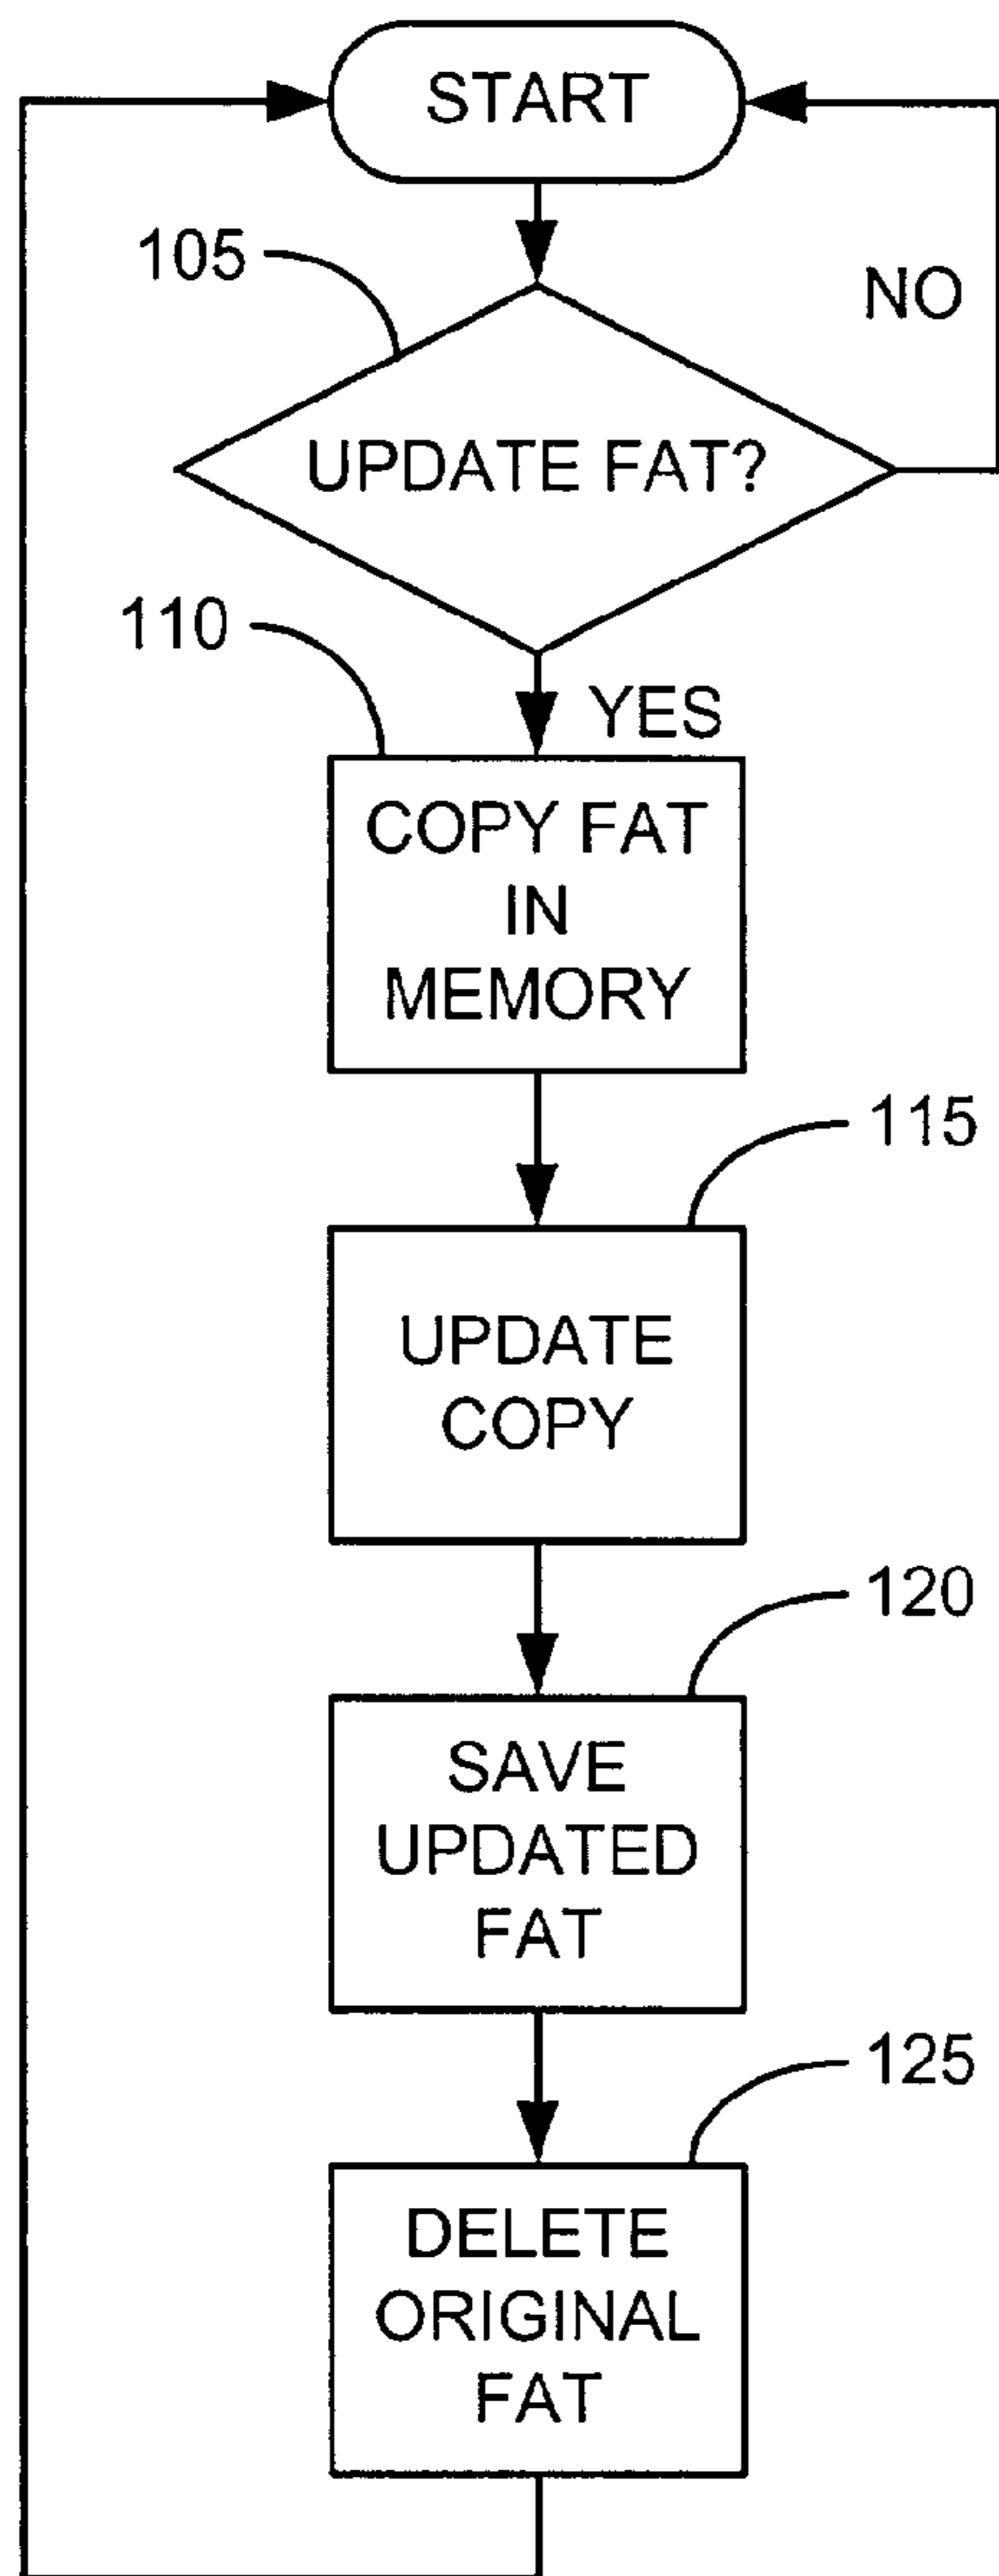 START
105
NO
UPDATE FAT?
110
YES
COPY FAT
IN
MEMORY
115
UPDATE
COPY
120
SAVE
UPDATED
FAT
125
DELETE
ORIGINAL
FAT